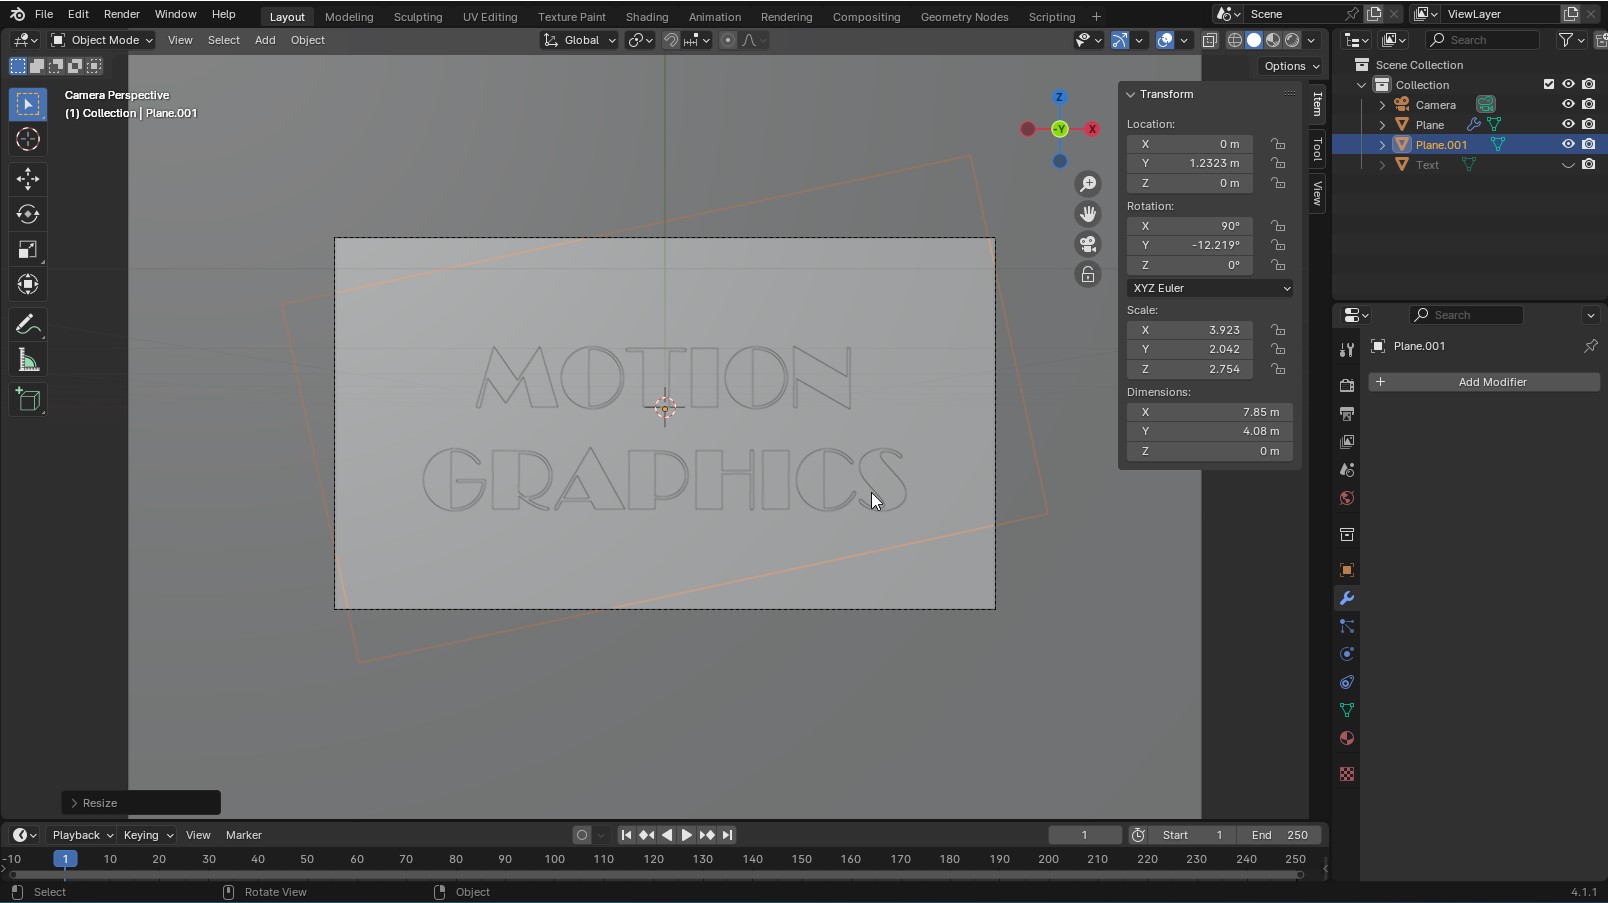 File Edit Render Window Help Layout Modeling Sculpting UV Editing Texture Paint Shading Animation Rendering Compositing Geometry Nodes Scripting + Scene ViewLayer
Object Mode View Select Add Object Global Search
Options
Camera Perspective
(1) Collection | Plane.001
Z
-Y X
MOTION
GRAPHICS
Transform
Location:
X 0 m
Y 1.2323 m
Z 0 m
Rotation:
X 90°
Y -12.219°
Z 0°
XYZ Euler
Scale:
X 3.923
Y 2.042
Z 2.754
Dimensions:
X 7.85 m
Y 4.08 m
Z 0 m
Item
Tool
View
Scene Collection
Collection
Camera
Plane
Plane.001
Text
Search
Plane.001
+ Add Modifier
Resize
Playback Keying View Marker 1 Start 1 End 250
-10 1 10 20 30 40 50 60 70 80 90 100 110 120 130 140 150 160 170 180 190 200 210 220 230 240 250
Select Rotate View Object 4.1.1